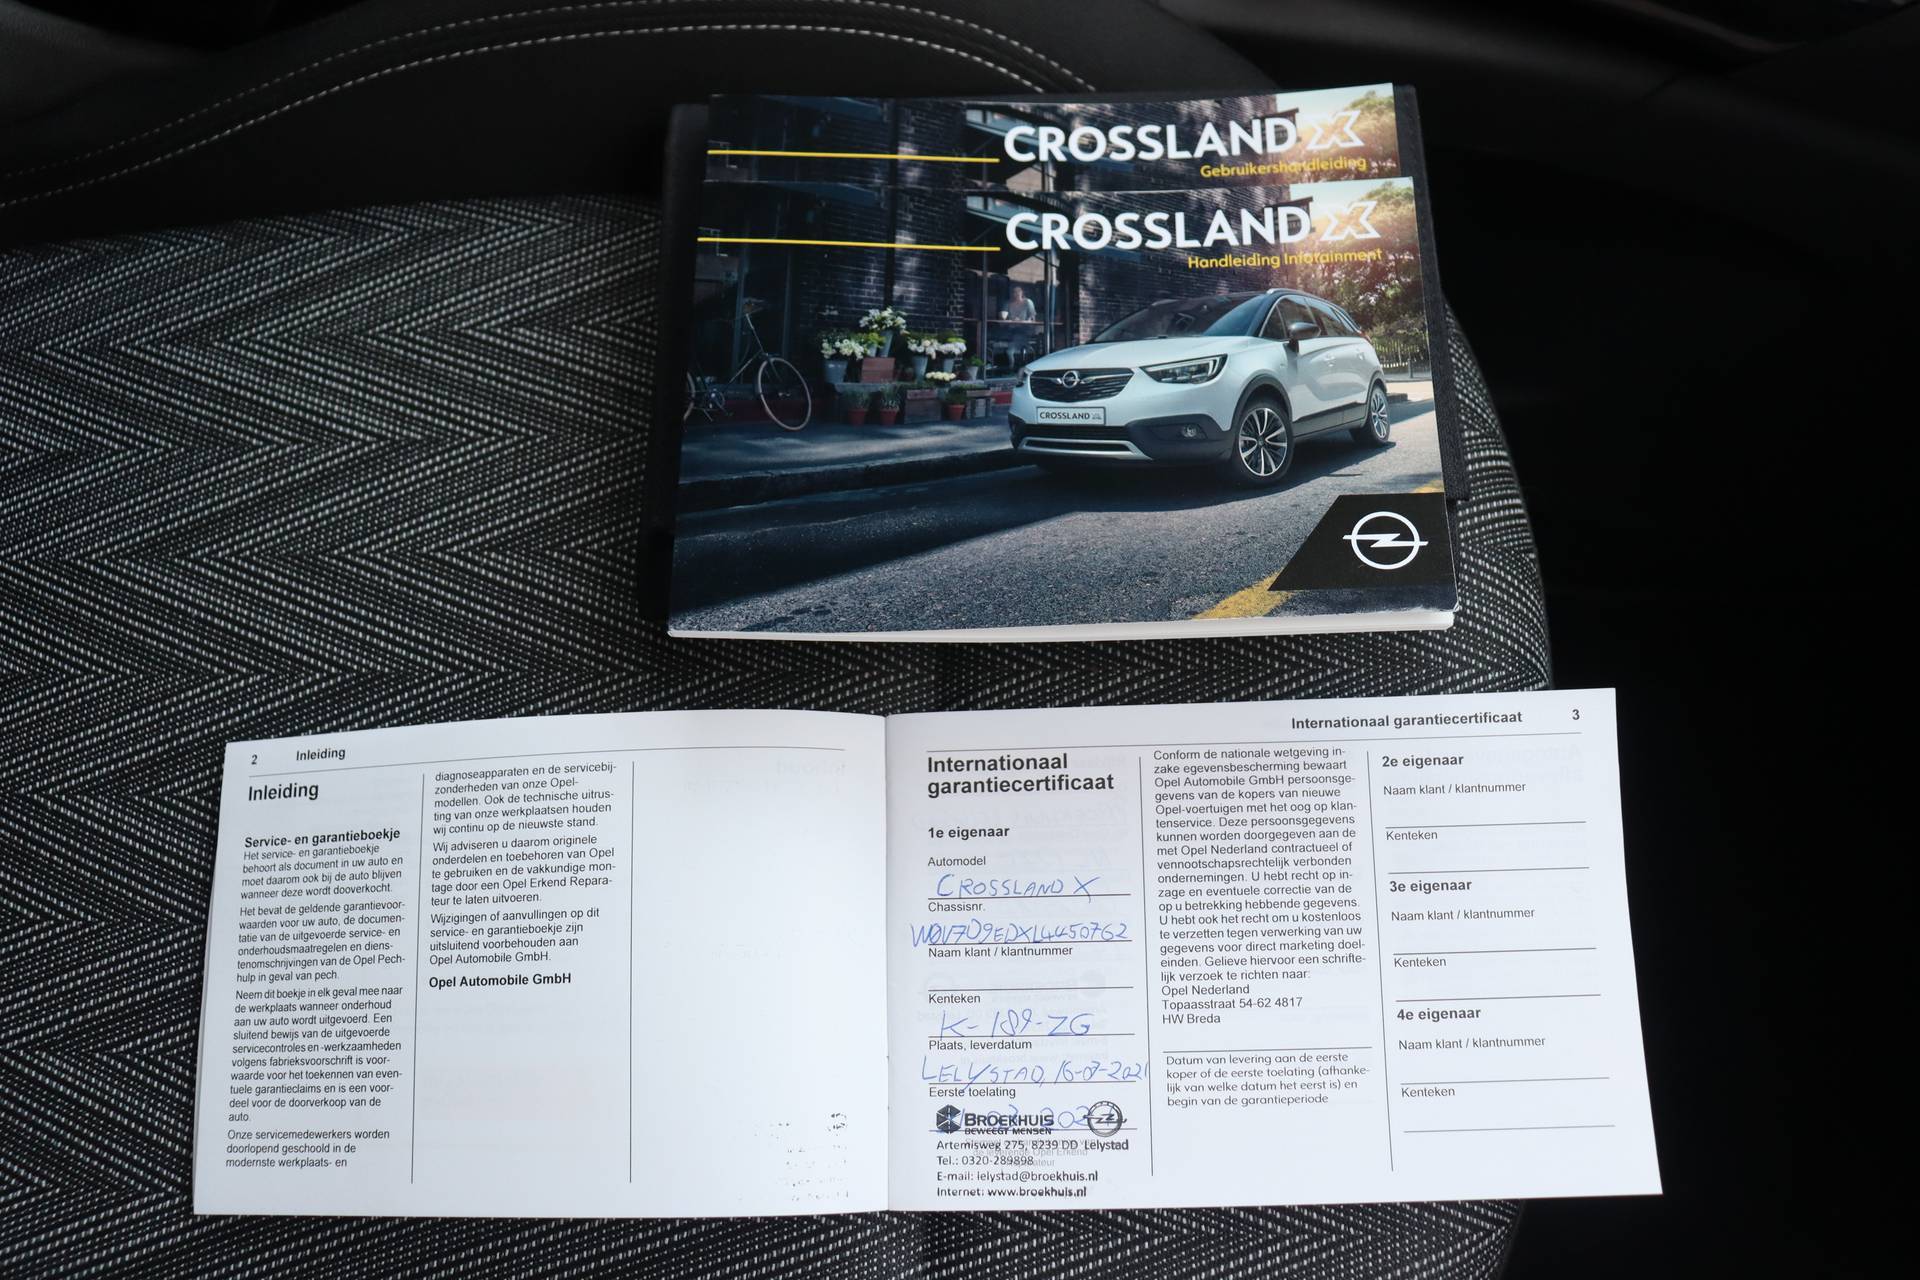 CROSSLAND X
Gebruikershandleiding
CROSSLAND X
Handleiding Infotainment
CROSSLAND
2 Inleiding
Inleiding
Service- en garantieboekje
Het service- en garantieboekje
behoort als document in uw auto en
moet daarom ook bij de auto blijven
wanneer deze wordt dooverkocht.
Het bevat de geldende garantievoor-
waarden voor uw auto, de documen-
tatie van de uitgevoerde service- en
onderhoudsmaatregelen en diens-
tenomschrijvingen van de Opel Pech-
hulp in geval van pech.
Neem dit boekje in elk geval mee naar
de werkplaats wanneer onderhoud
aan uw auto wordt uitgevoerd. Een
sluitend bewijs van de uitgevoerde
servicecontroles en -werkzaamheden
volgens fabrieksvoorschrift is voor-
waarde voor het toekennen van even-
tuele garantieclaims en is een voor-
deel voor de doorverkoop van de
auto.
Onze servicemedewerkers worden
doorlopend geschoold in de
modernste werkplaats- en
diagnoseapparaten en de servicebij-
zonderheden van onze Opel-
modellen. Ook de technische uitrus-
ting van onze werkplaatsen houden
wij continu op de nieuwste stand.
Wij adviseren u daarom originele
onderdelen en toebehoren van Opel
te gebruiken en de vakkundige mon-
tage door een Opel Erkend Repara-
teur te laten uitvoeren.
Wijzigingen of aanvullingen op dit
service- en garantieboekje zijn
uitsluitend voorbehouden aan
Opel Automobile GmbH.
Opel Automobile GmbH
Internationaal garantiecertificaat 3
Internationaal
garantiecertificaat
1e eigenaar
Automodel
CROSSLAND X
Chassisnr.
W0V7D9EDXL4450762
Naam klant / klantnummer
Kenteken
K-189-ZG
Plaats, leverdatum
LELYSTAD, 16-07-2021
Eerste toelating
BROEKHUIS
BEWEEGT MENSEN
Artemisweg 275, 8239 DD Lelystad
Tel.: 0320-289898
E-mail: lelystad@broekhuis.nl
Internet: www.broekhuis.nl
Conform de nationale wetgeving in-
zake egevensbescherming bewaart
Opel Automobile GmbH persoonsge-
gevens van de kopers van nieuwe
Opel-voertuigen met het oog op klan-
tenservice. Deze persoonsgegevens
kunnen worden doorgegeven aan de
met Opel Nederland contractueel of
vennootschapsrechtelijk verbonden
ondernemingen. U hebt recht op in-
zage en eventuele correctie van de
op u betrekking hebbende gegevens.
U hebt ook het recht om u kostenloos
te verzetten tegen verwerking van uw
gegevens voor direct marketing doel-
einden. Gelieve hiervoor een schrifte-
lijk verzoek te richten naar:
Opel Nederland
Topaasstraat 54-62 4817
HW Breda
Datum van levering aan de eerste
koper of de eerste toelating (afhanke-
lijk van welke datum het eerst is) en
begin van de garantieperiode
2e eigenaar
Naam klant / klantnummer
Kenteken
3e eigenaar
Naam klant / klantnummer
Kenteken
4e eigenaar
Naam klant / klantnummer
Kenteken